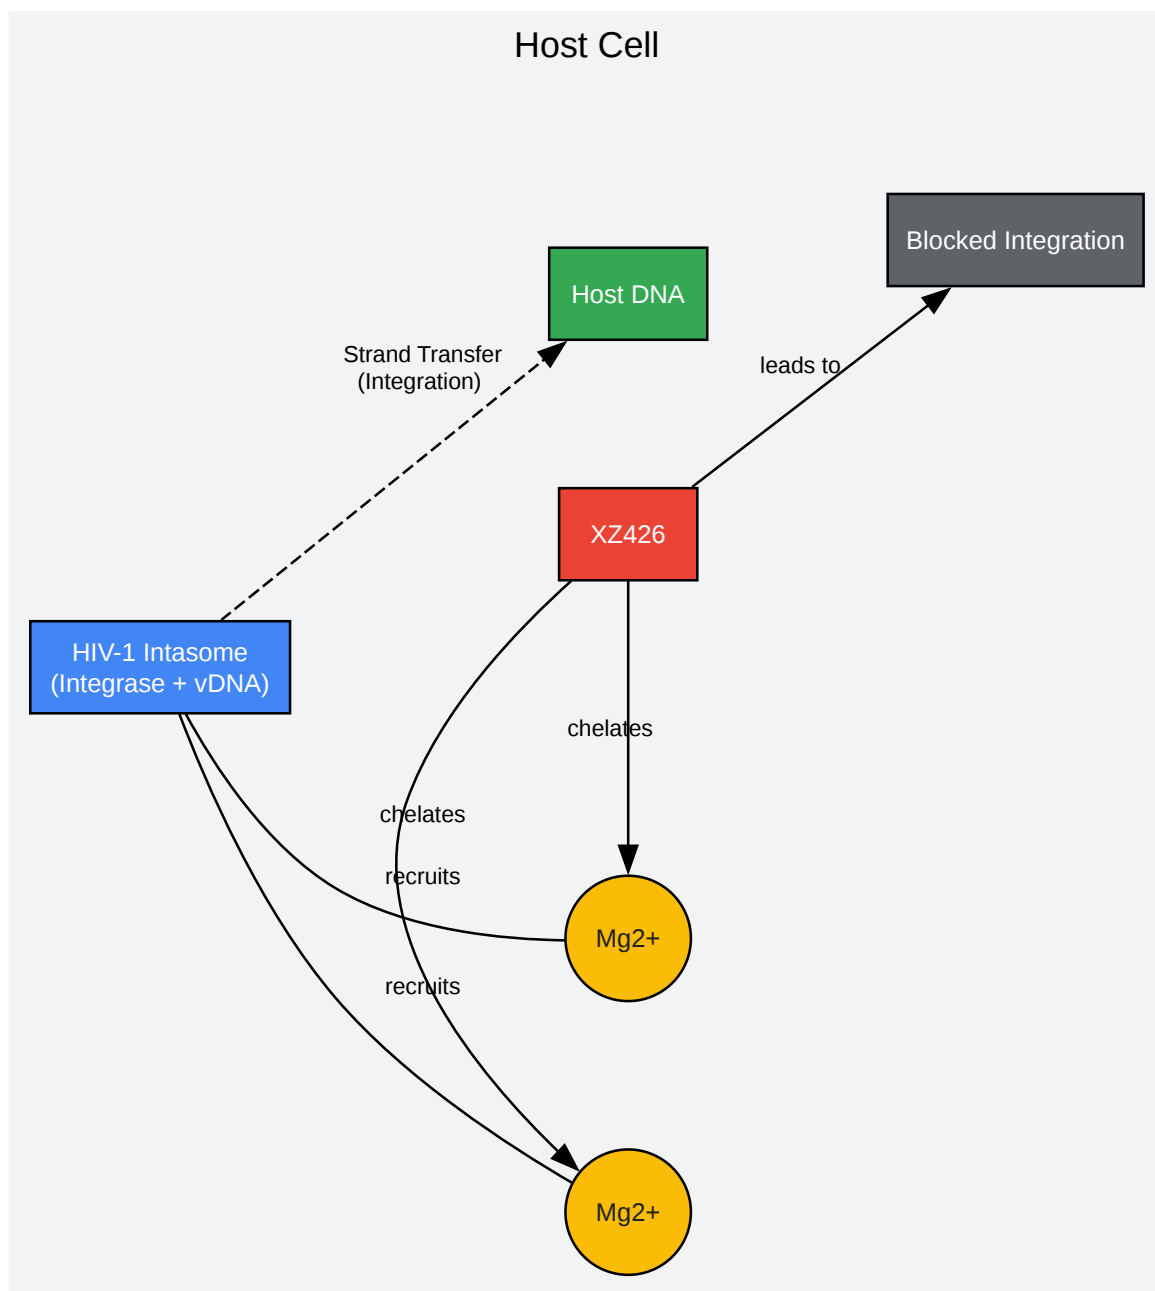 Host Cell
Blocked Integration
Host DNA
Strand Transfer
(Integration)
leads to
XZ426
HIV-1 Intasome
(Integrase + vDNA)
chelates
chelates
recruits
Mg2+
recruits
Mg2+